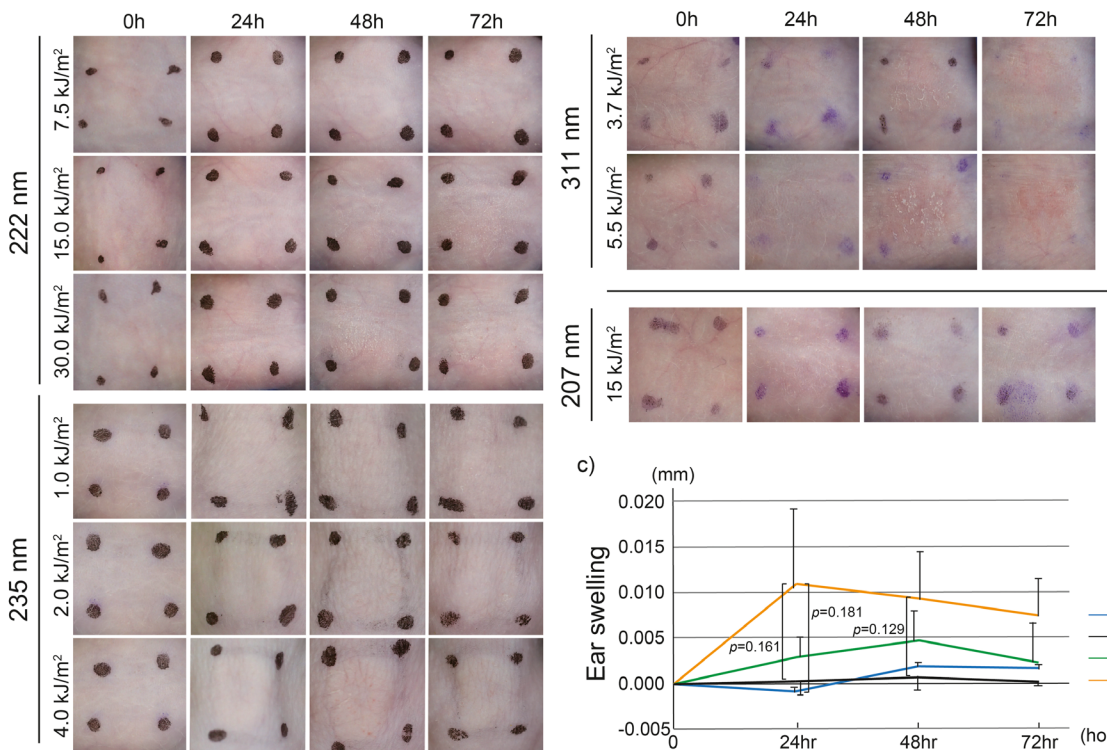 0h 24h 48h 72h
222 nm
7.5 kJ/m²
15.0 kJ/m²
30.0 kJ/m²
235 nm
1.0 kJ/m²
2.0 kJ/m²
4.0 kJ/m²
0h 24h 48h 72h
311 nm
3.7 kJ/m²
5.5 kJ/m²
207 nm
15 kJ/m²
c)
(mm)
Ear swelling
0.020
0.015
0.010
0.005
0.000
-0.005
p=0.181
p=0.161
p=0.129
0 24hr 48hr 72hr (ho